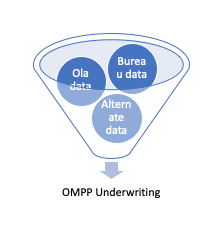 Ola
data
Burea
u data
Altern
ate
data
OMPP Underwriting